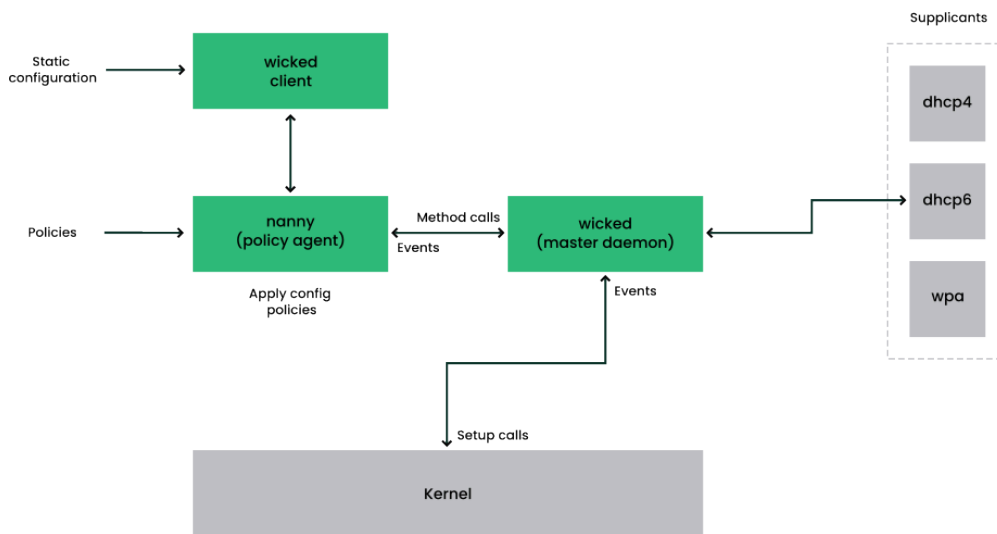 Supplicants
Static
configuration
wicked
client
dhcp4
Policies
nanny
(policy agent)
Method calls
Events
wicked
(master daemon)
dhcp6
Apply config
policies
Events
wpa
Setup calls
Kernel